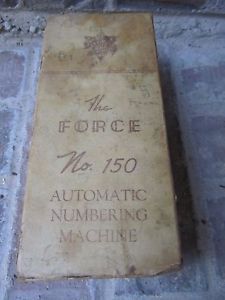 The
FORCE
No. 150
AUTOMATIC
NUMBERING
MACHINE